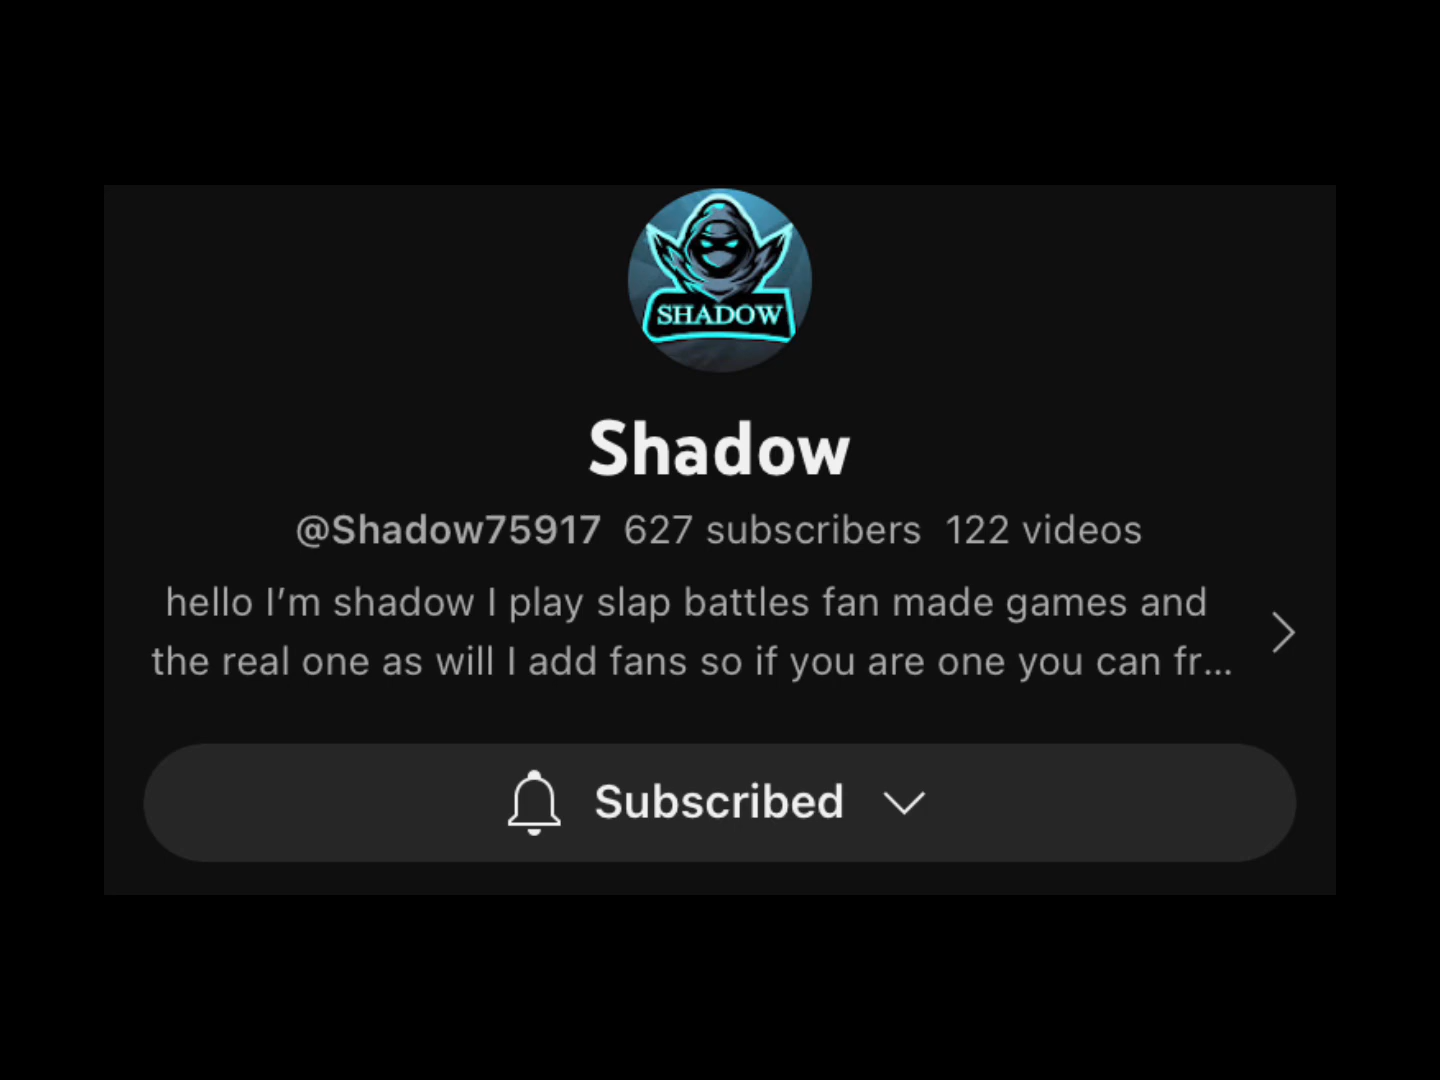 SHADOW
Shadow
@Shadow75917 627 subscribers 122 videos
hello I’m shadow I play slap battles fan made games and
the real one as will I add fans so if you are one you can fr...
Subscribed